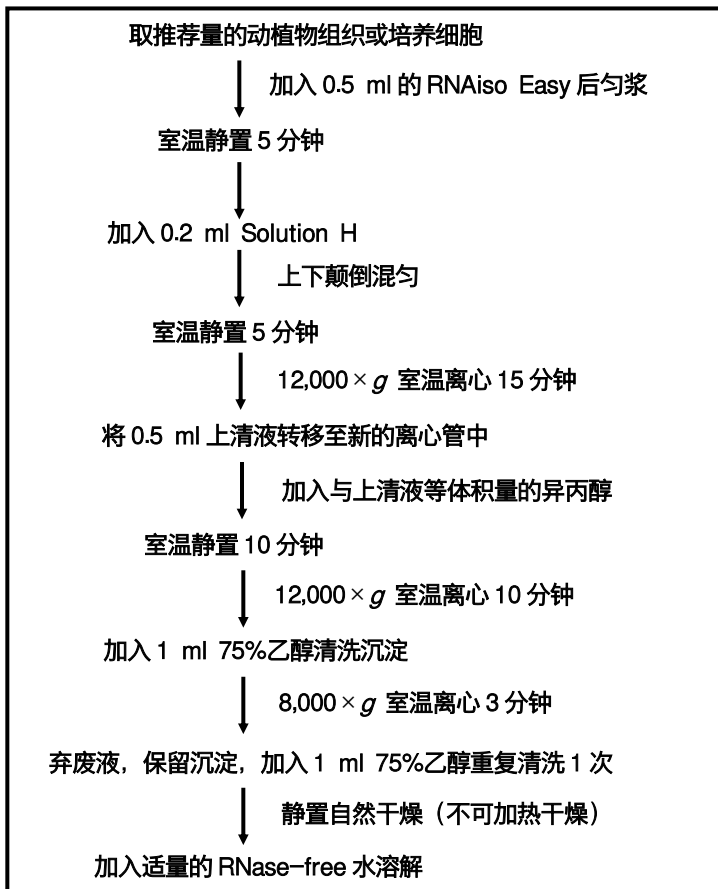 取推荐量的动植物组织或培养细胞
加入 0.5 ml 的 RNAiso Easy 后匀浆
室温静置 5 分钟
加入 0.2 ml Solution H
上下颠倒混匀
室温静置 5 分钟
12,000 × g 室温离心 15 分钟
将 0.5 ml 上清液转移至新的离心管中
加入与上清液等体积量的异丙醇
室温静置 10 分钟
12,000 × g 室温离心 10 分钟
加入 1 ml 75%乙醇清洗沉淀
8,000 × g 室温离心 3 分钟
弃废液，保留沉淀，加入 1 ml 75%乙醇重复清洗 1 次
静置自然干燥（不可加热干燥）
加入适量的 RNase-free 水溶解